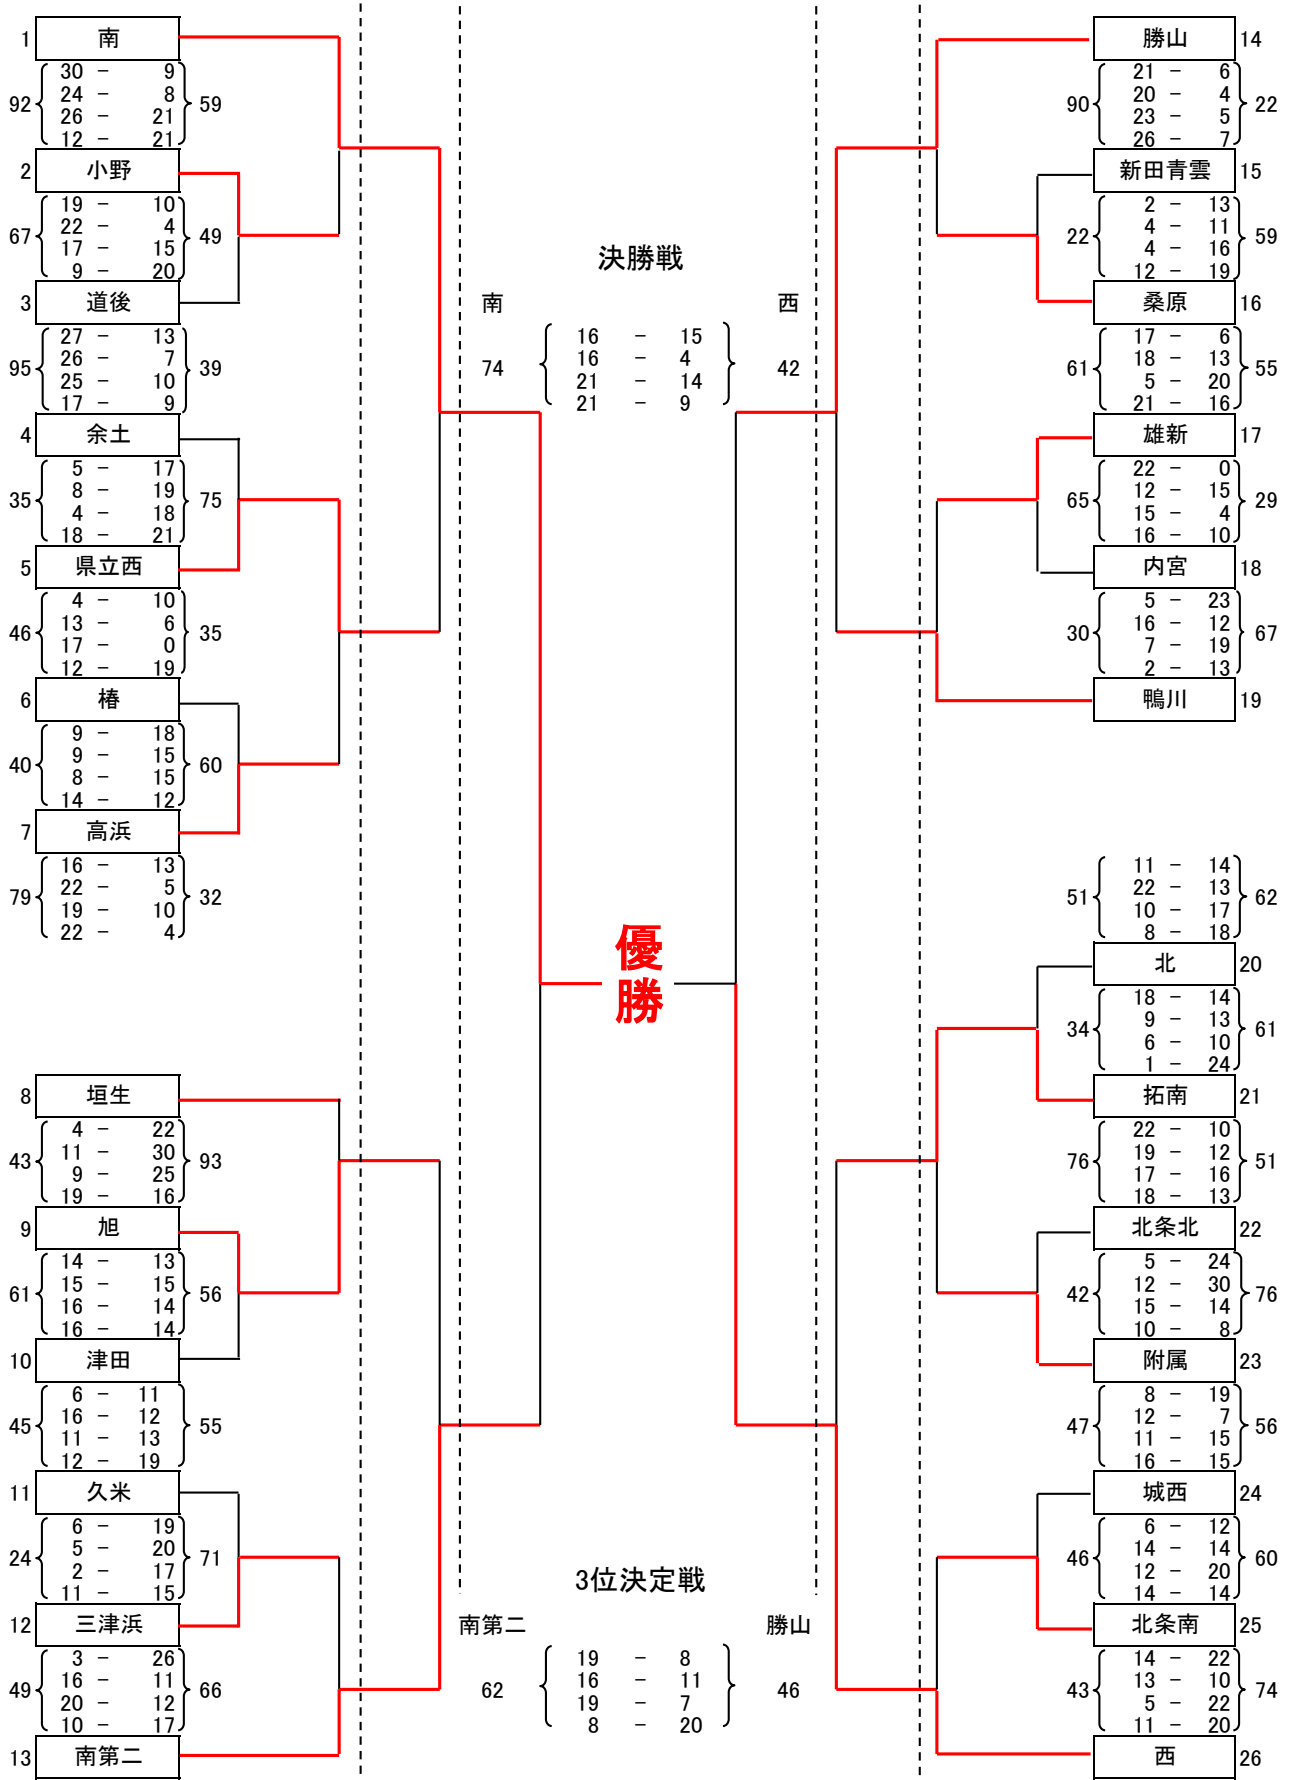 1 南
92 30 － 9 59
24 － 8
26 － 21
12 － 21
2 小野
67 19 － 10 49
22 － 4
17 － 15
9 － 20
3 道後
95 27 － 13 39
26 － 7
25 － 10
17 － 9
4 余土
35 5 － 17 75
8 － 19
4 － 18
18 － 21
5 県立西
46 4 － 10 35
13 － 6
17 － 0
12 － 19
6 椿
40 9 － 18 60
9 － 15
8 － 15
14 － 12
7 高浜
79 16 － 13 32
22 － 5
19 － 10
22 － 4
8 垣生
43 4 － 22 93
11 － 30
9 － 25
19 － 16
9 旭
61 14 － 13 56
15 － 15
16 － 14
16 － 14
10 津田
45 6 － 11 55
16 － 12
11 － 13
12 － 19
11 久米
24 6 － 19 71
5 － 20
2 － 17
11 － 15
12 三津浜
49 3 － 26 66
16 － 11
20 － 12
10 － 17
13 南第二
決勝戦
南 西
74 16 － 15 42
16 － 4
21 － 14
21 － 9
優
勝
3位決定戦
南第二 勝山
62 19 － 8 46
16 － 11
19 － 7
8 － 20
勝山 14
90 21 － 6 22
20 － 4
23 － 5
26 － 7
新田青雲 15
22 2 － 13 59
4 － 11
4 － 16
12 － 19
桑原 16
61 17 － 6 55
18 － 13
5 － 20
21 － 16
雄新 17
65 22 － 0 29
12 － 15
15 － 4
16 － 10
内宮 18
30 5 － 23 67
16 － 12
7 － 19
2 － 13
鴨川 19
51 11 － 14 62
22 － 13
10 － 17
8 － 18
北 20
34 18 － 14 61
9 － 13
6 － 10
1 － 24
拓南 21
76 22 － 10 51
19 － 12
17 － 16
18 － 13
北条北 22
42 5 － 24 76
12 － 30
15 － 14
10 － 8
附属 23
47 8 － 19 56
12 － 7
11 － 15
16 － 15
城西 24
46 6 － 12 60
14 － 14
12 － 20
14 － 14
北条南 25
43 14 － 22 74
13 － 10
5 － 22
11 － 20
西 26